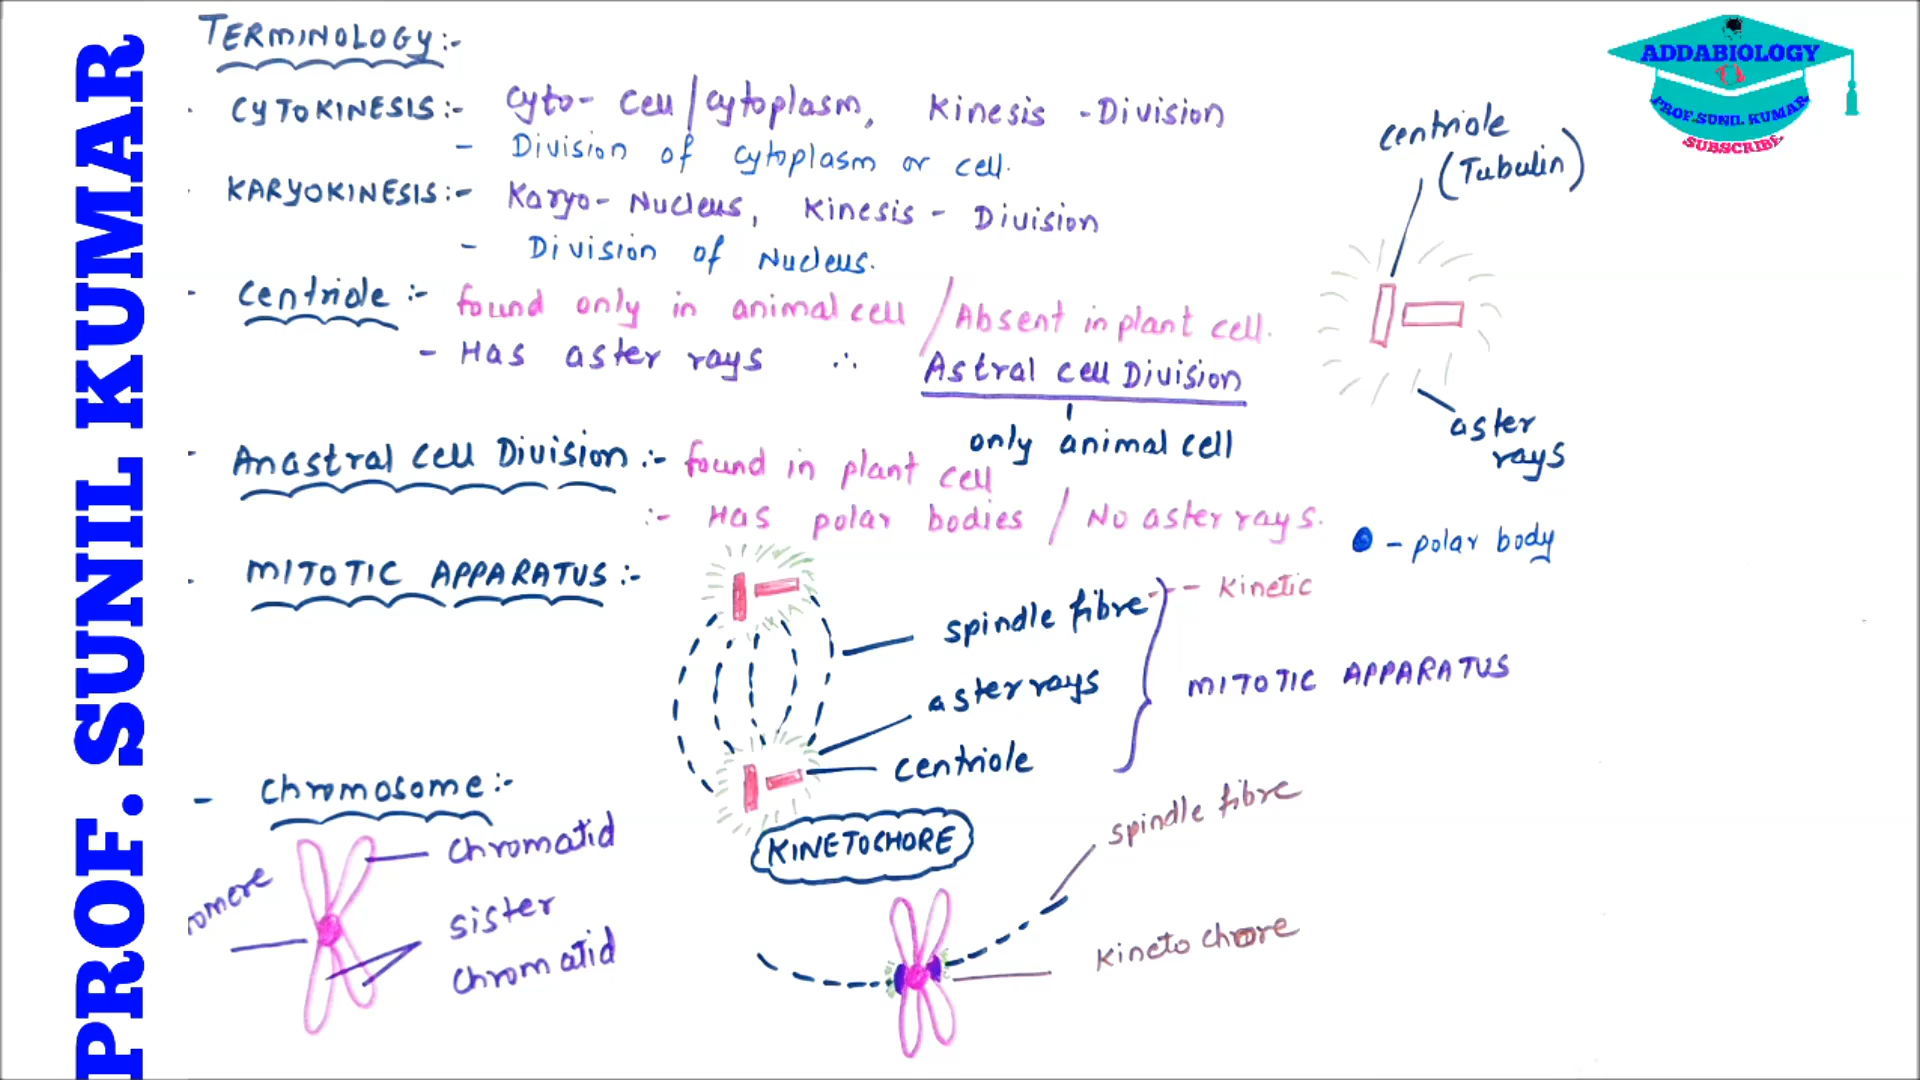 PROF. SUNIL KUMAR
TERMINOLOGY:-
CYTOKINESIS:- Cyto- Cell/cytoplasm, Kinesis -Division
- Division of cytoplasm or cell.
KARYOKINESIS:- Karyo- Nucleus, Kinesis - Division
- Division of Nucleus.
Centriole :- found only in animal cell / Absent in plant cell.
- Has aster rays ∴ Astral cell Division
only animal cell
Anastral Cell Division :- found in plant cell
:- Has polar bodies / No aster rays.
MITOTIC APPARATUS:-
spindle fibre
aster rays
centriole
- Kinetic
MITOTIC APPARATUS
- Chromosome:-
chromatid
sister
chromatid
omere
KINETOCHORE
spindle fibre
Kinetochore
centriole
(Tubulin)
aster
rays
- polar body
ADDABIOLOGY
PROF.SUNIL KUMAR
SUBSCRIBE